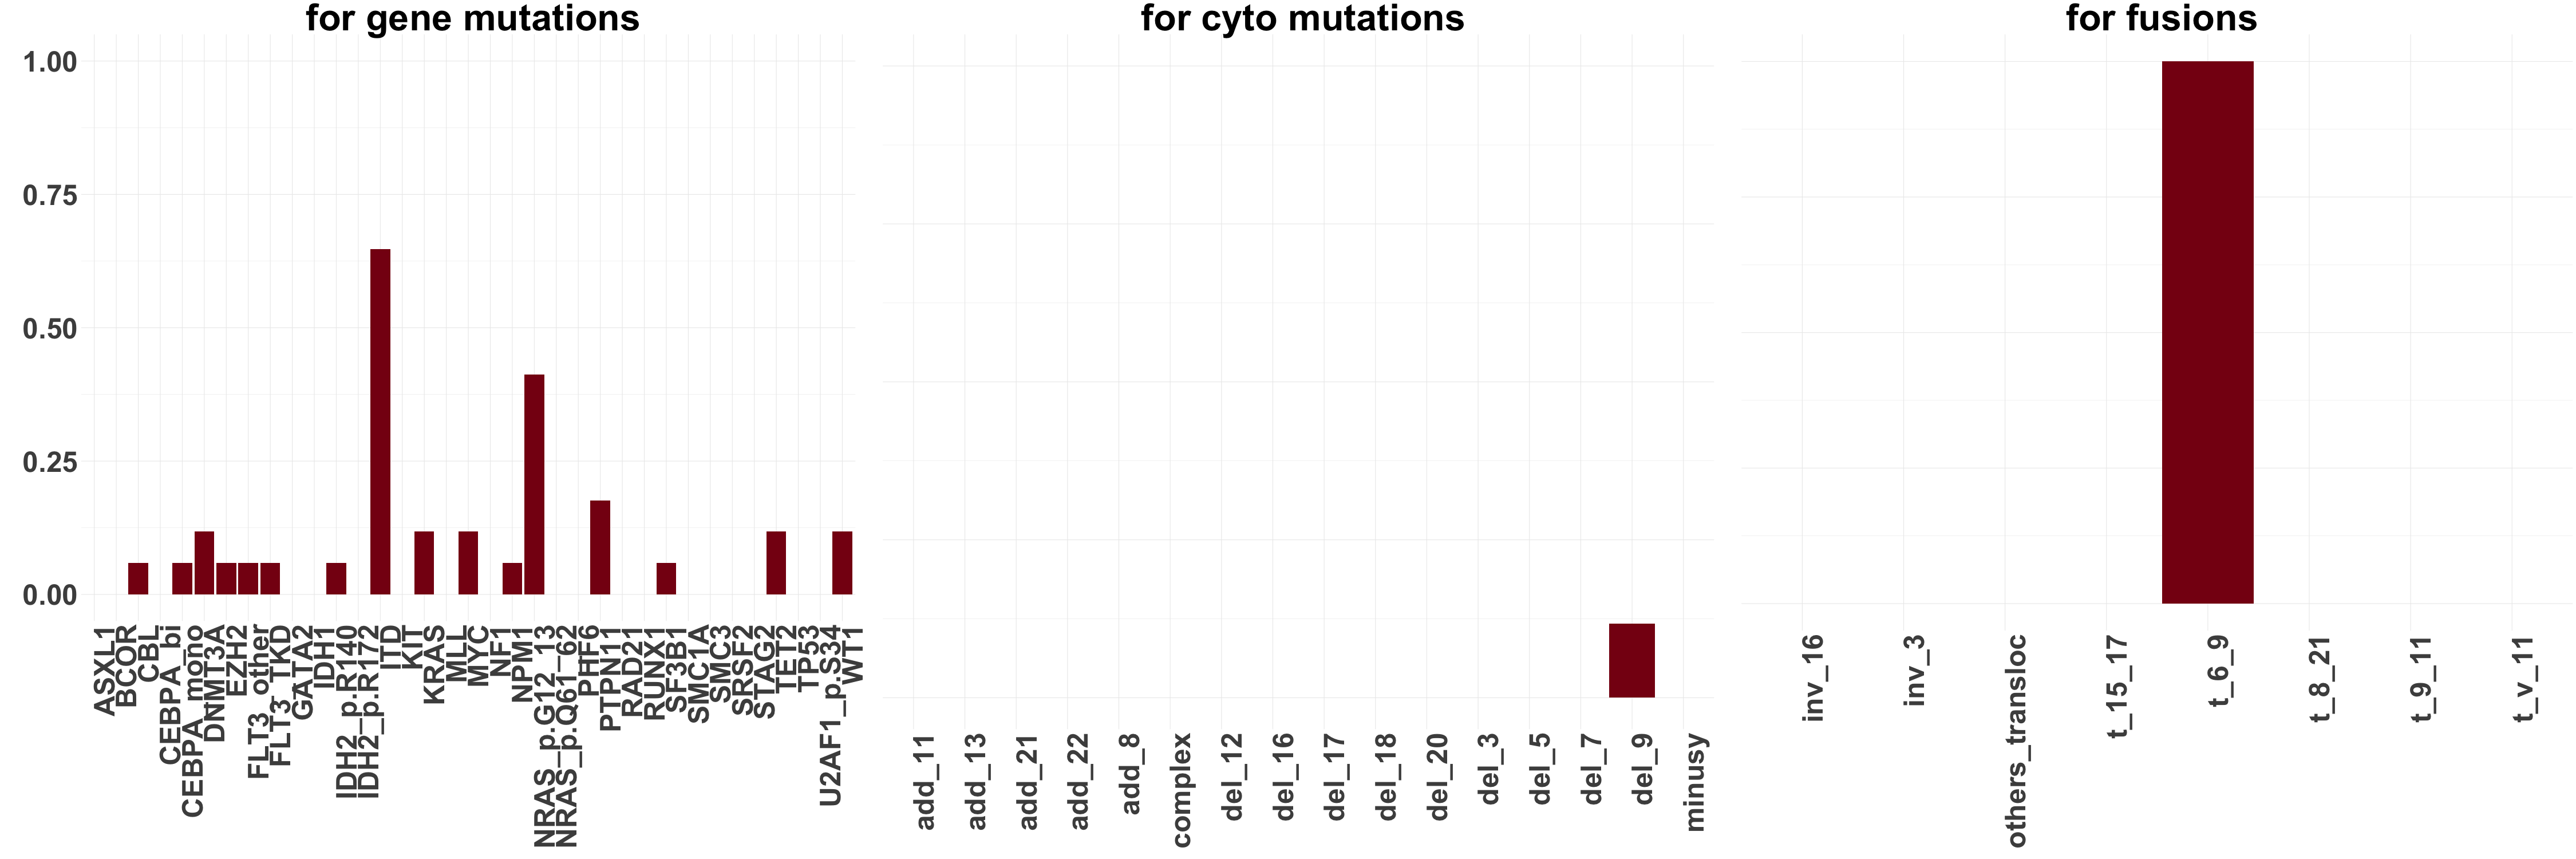 for gene mutations
for cyto mutations
for fusions
1.00
0.75
0.50
0.25
0.00
ASXL1
BCOR
CBL
CEBPA_bi
CEBPA_mono
DNMT3A
EZH2
FLT3_other
FLT3_TKD
GATA2
IDH1
IDH2_p.R140
IDH2_p.R172
ITD
KIT
KRAS
MLL
MYC
NF1
NPM1
NRAS_p.G12_13
NRAS_p.Q61_62
PHF6
PTPN11
RAD21
RUNX1
SF3B1
SMC1A
SMC3
SRSF2
STAG2
TET2
TP53
U2AF1_p.S34
WT1
add_11
add_13
add_21
add_22
add_8
complex
del_12
del_16
del_17
del_18
del_20
del_3
del_5
del_7
del_9
minusy
inv_16
inv_3
others_transloc
t_15_17
t_6_9
t_8_21
t_9_11
t_v_11